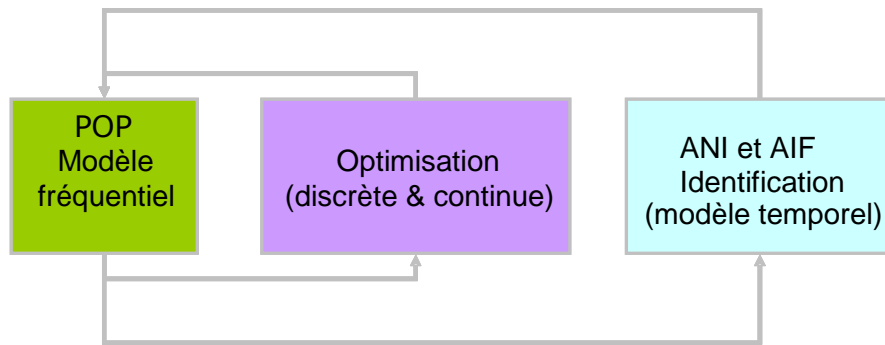 POP
Modèle
fréquentiel
Optimisation
(discrète & continue)
ANI et AIF
Identification
(modèle temporel)